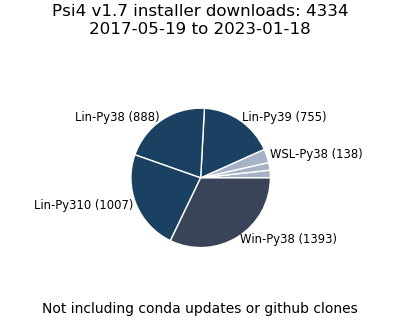 Psi4 v1.7 installer downloads: 4334
2017-05-19 to 2023-01-18
Lin-Py38 (888)
Lin-Py39 (755)
WSL-Py38 (138)
Lin-Py310 (1007)
Win-Py38 (1393)
Not including conda updates or github clones